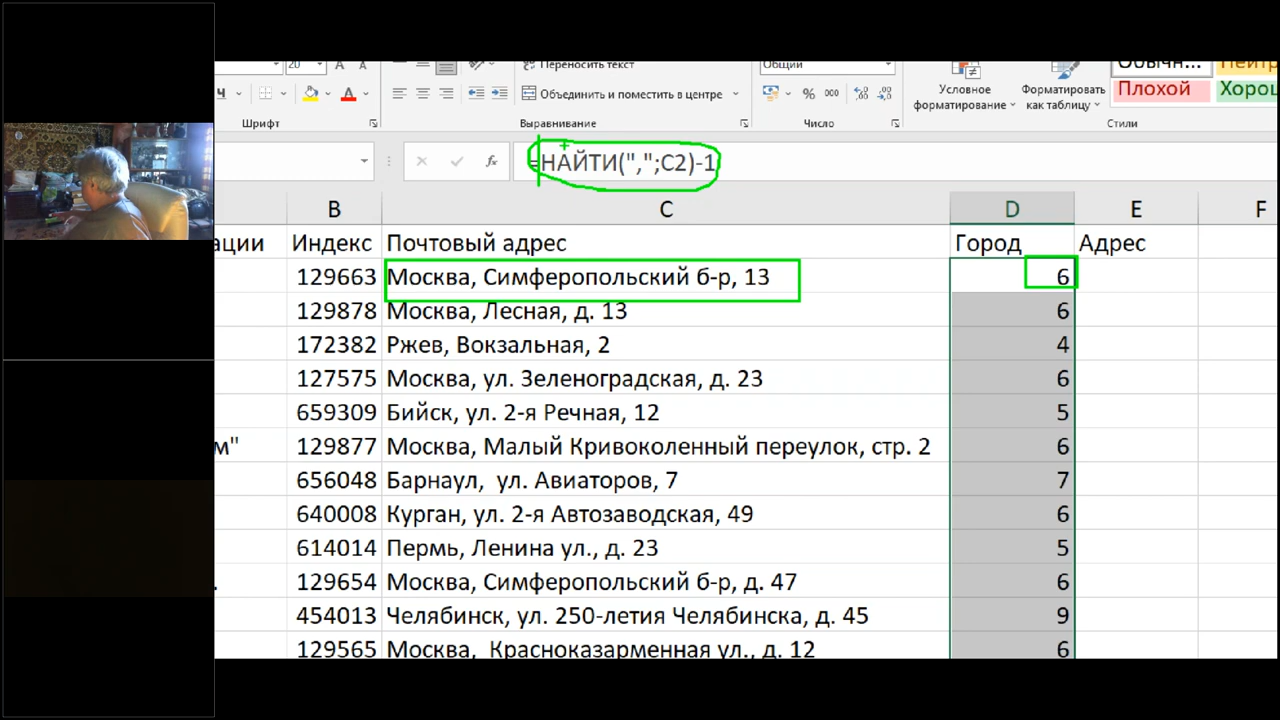 20
Переносить текст
Общий
Обычн...
Нейтр
Ч
А
Объединить и поместить в центре
%
000
Условное форматирование
Форматировать как таблицу
Плохой
Хорош
Шрифт
Выравнивание
Число
Стили
fx
=НАЙТИ(",";C2)-1
B C D E F
ации Индекс Почтовый адрес Город Адрес
129663 Москва, Симферопольский б-р, 13 6
129878 Москва, Лесная, д. 13 6
172382 Ржев, Вокзальная, 2 4
127575 Москва, ул. Зеленоградская, д. 23 6
659309 Бийск, ул. 2-я Речная, 12 5
м" 129877 Москва, Малый Кривоколенный переулок, стр. 2 6
656048 Барнаул, ул. Авиаторов, 7 7
640008 Курган, ул. 2-я Автозаводская, 49 6
614014 Пермь, Ленина ул., д. 23 5
. 129654 Москва, Симферопольский б-р, д. 47 6
454013 Челябинск, ул. 250-летия Челябинска, д. 45 9
129565 Москва, Красноказарменная ул., д. 12 6